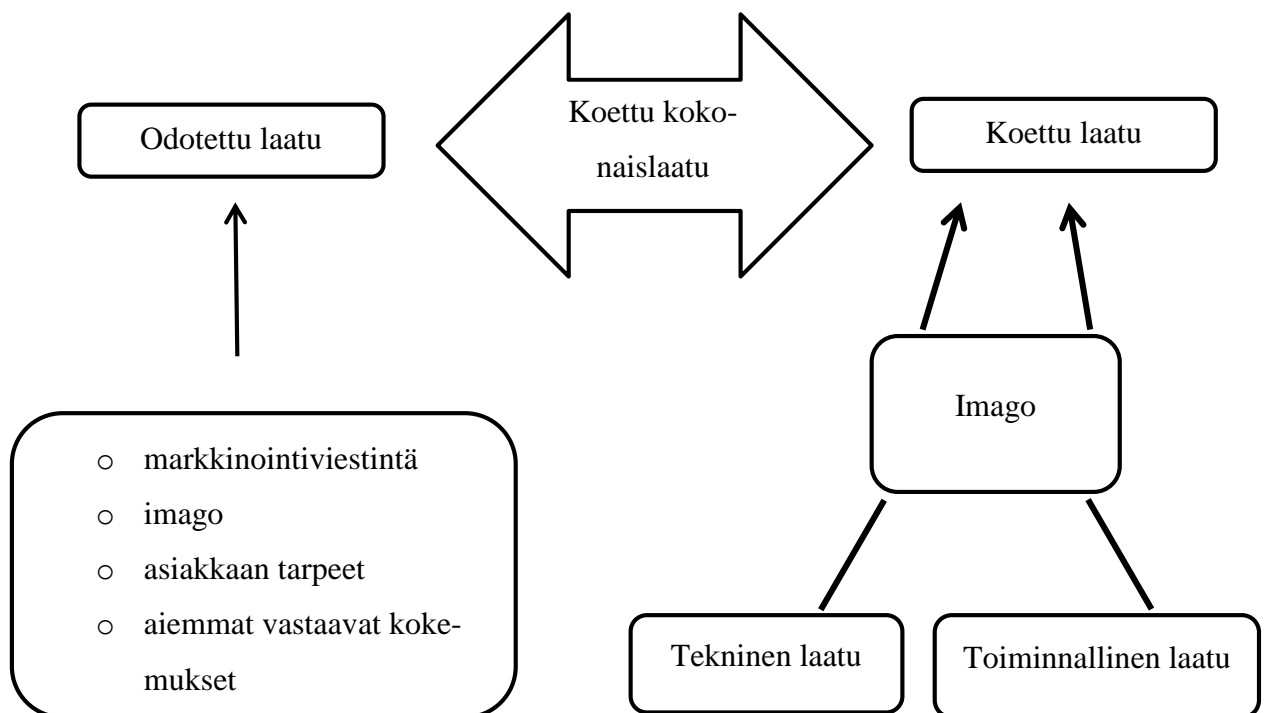 Odotettu laatu
Koettu koko-
naislaatu
Koettu laatu
Imago
o markkinointiviestintä
o imago
o asiakkaan tarpeet
o aiemmat vastaavat koke-
mukset
Tekninen laatu
Toiminnallinen laatu